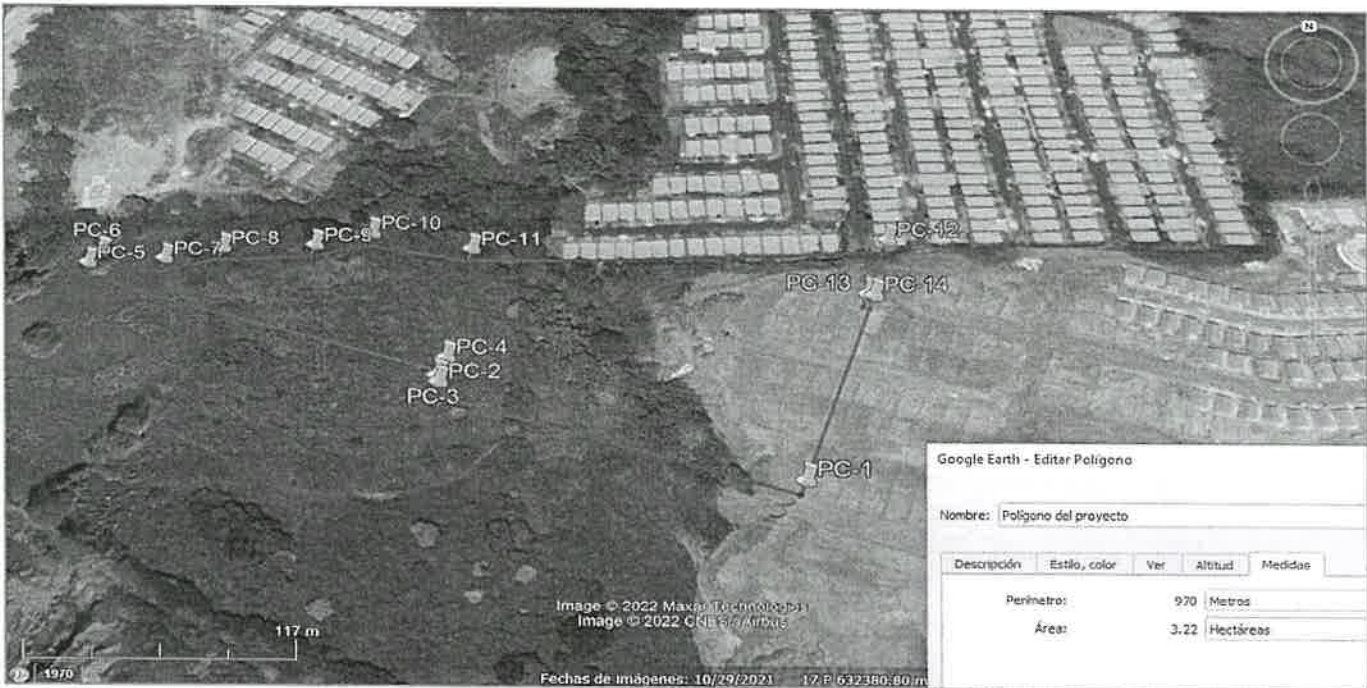 N
PC-6
PC-5
PC-7
PC-8
PC-9
PC-10
PC-11
PC-12
PC-13
PC-14
PC-4
PC-2
PC-3
PC-1
Google Earth - Editar Polígono
Nombre: Polígono del proyecto
Descripción Estilo, color Ver Altitud Medidas
Perímetro: 970 Metros
Área: 3.22 Hectáreas
Image © 2022 Maxar Technologies
Image © 2022 CNES / Airbus
117 m
1970
Fechas de imágenes: 10/29/2021 17 P 632380.80 m